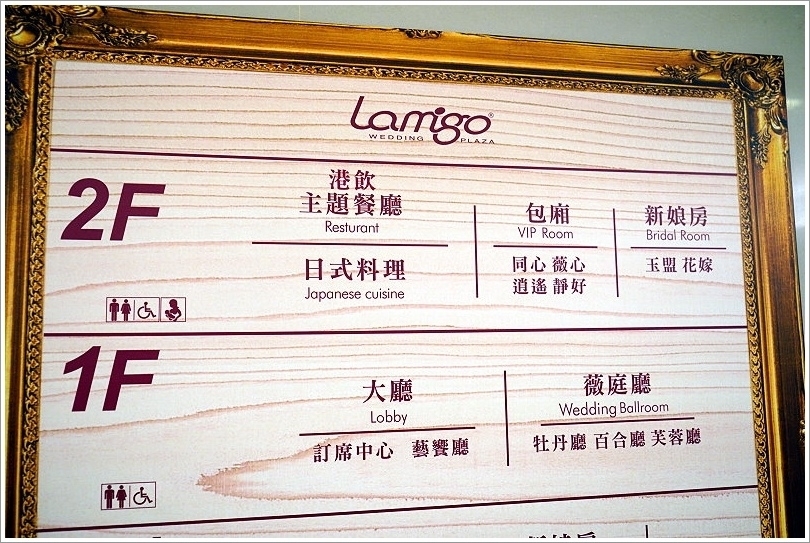 Lamigo®
WEDDING PLAZA
2F
港飲
主題餐廳
Resturant
日式料理
Japanese cuisine
包廂
VIP Room
同心 薇心
逍遙 靜好
新娘房
Bridal Room
玉盟 花嫁
1F
大廳
Lobby
訂席中心 藝饗廳
薇庭廳
Wedding Ballroom
牡丹廳 百合廳 芙蓉廳